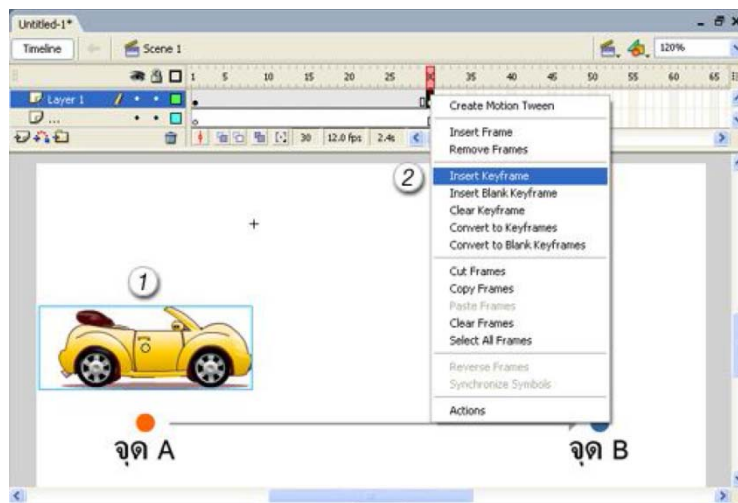 Untitled-1*
Timeline Scene 1 120%
1 5 10 15 20 25 30 35 40 45 50 55 60 65
Layer 1
...
30 12.0 fps 2.4s
Create Motion Tween
Insert Frame
Remove Frames
2
Insert Keyframe
Insert Blank Keyframe
Clear Keyframe
Convert to Keyframes
Convert to Blank Keyframes
1
Cut Frames
Copy Frames
Paste Frames
Clear Frames
Select All Frames
Reverse Frames
Synchronize Symbols
Actions
จุด A จุด B